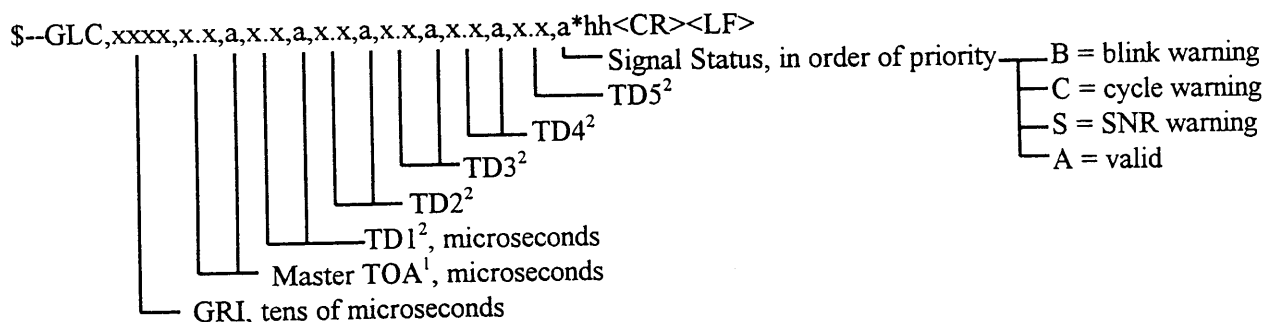 $--GLC,xxxx,x.x,a,x.x,a,x.x,a,x.x,a,x.x,a,x.x,a*hh<CR><LF>
Signal Status, in order of priority
B = blink warning
C = cycle warning
S = SNR warning
A = valid
TD5²
TD4²
TD3²
TD2²
TD1², microseconds
Master TOA¹, microseconds
GRI, tens of microseconds